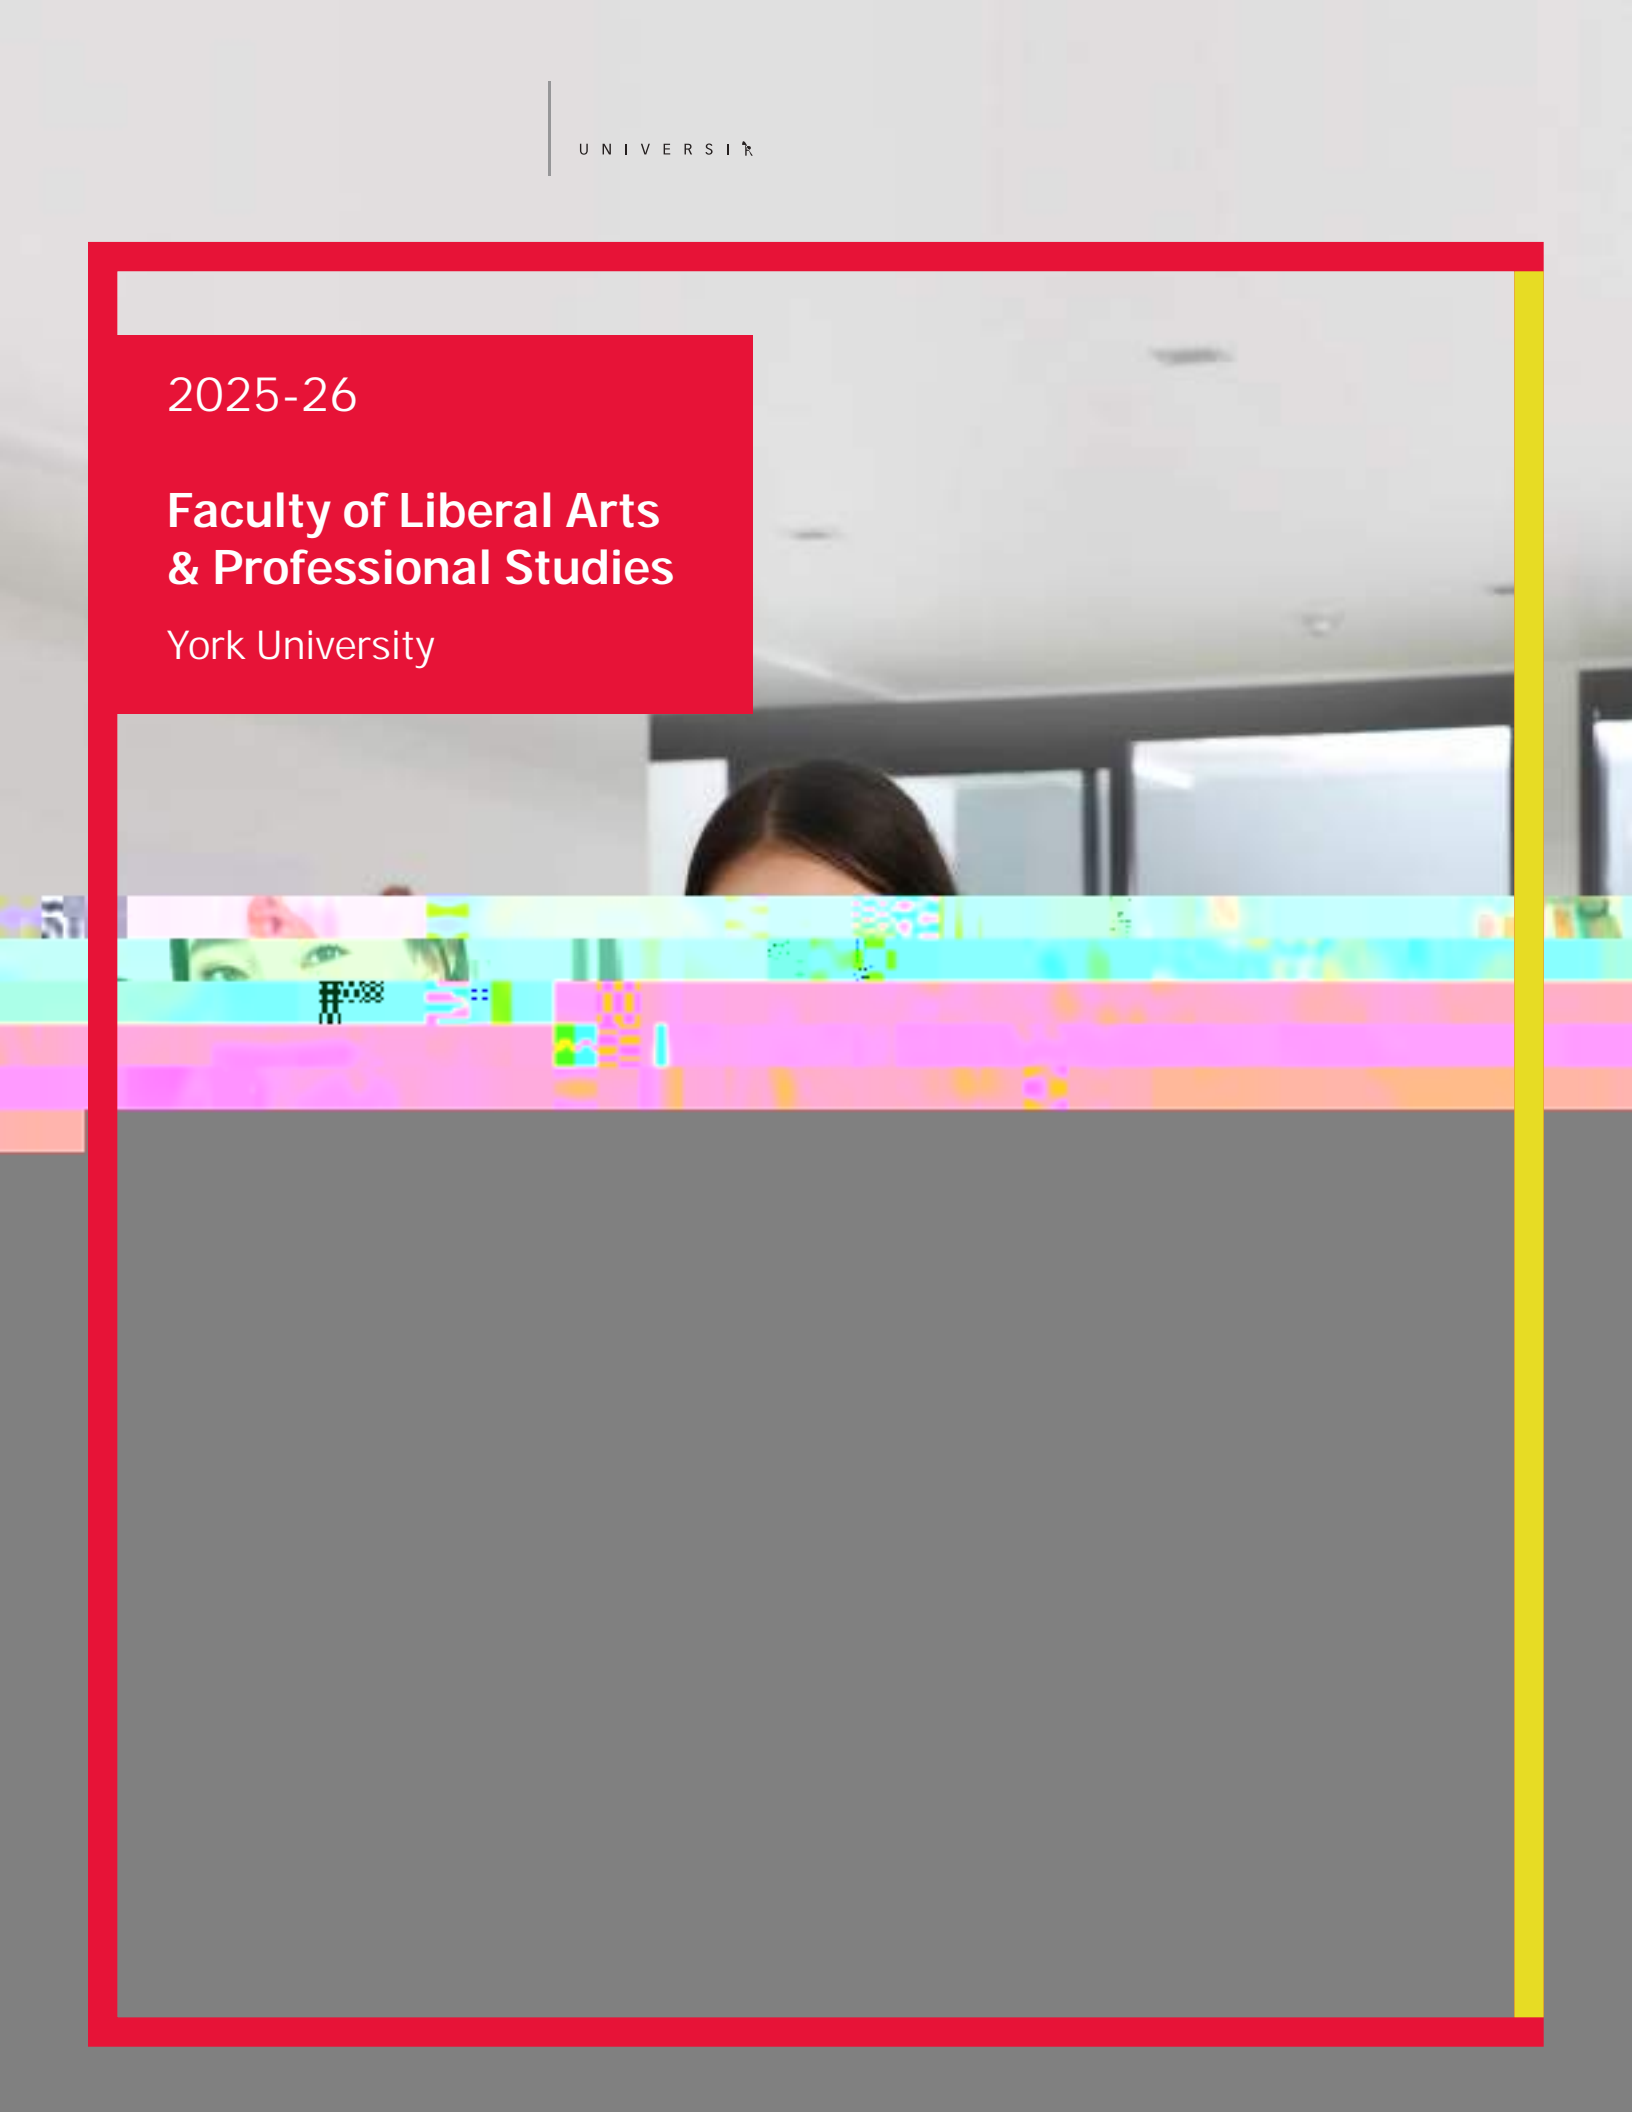 UNIVERSI
2025-26
Faculty of Liberal Arts
& Professional Studies
York University